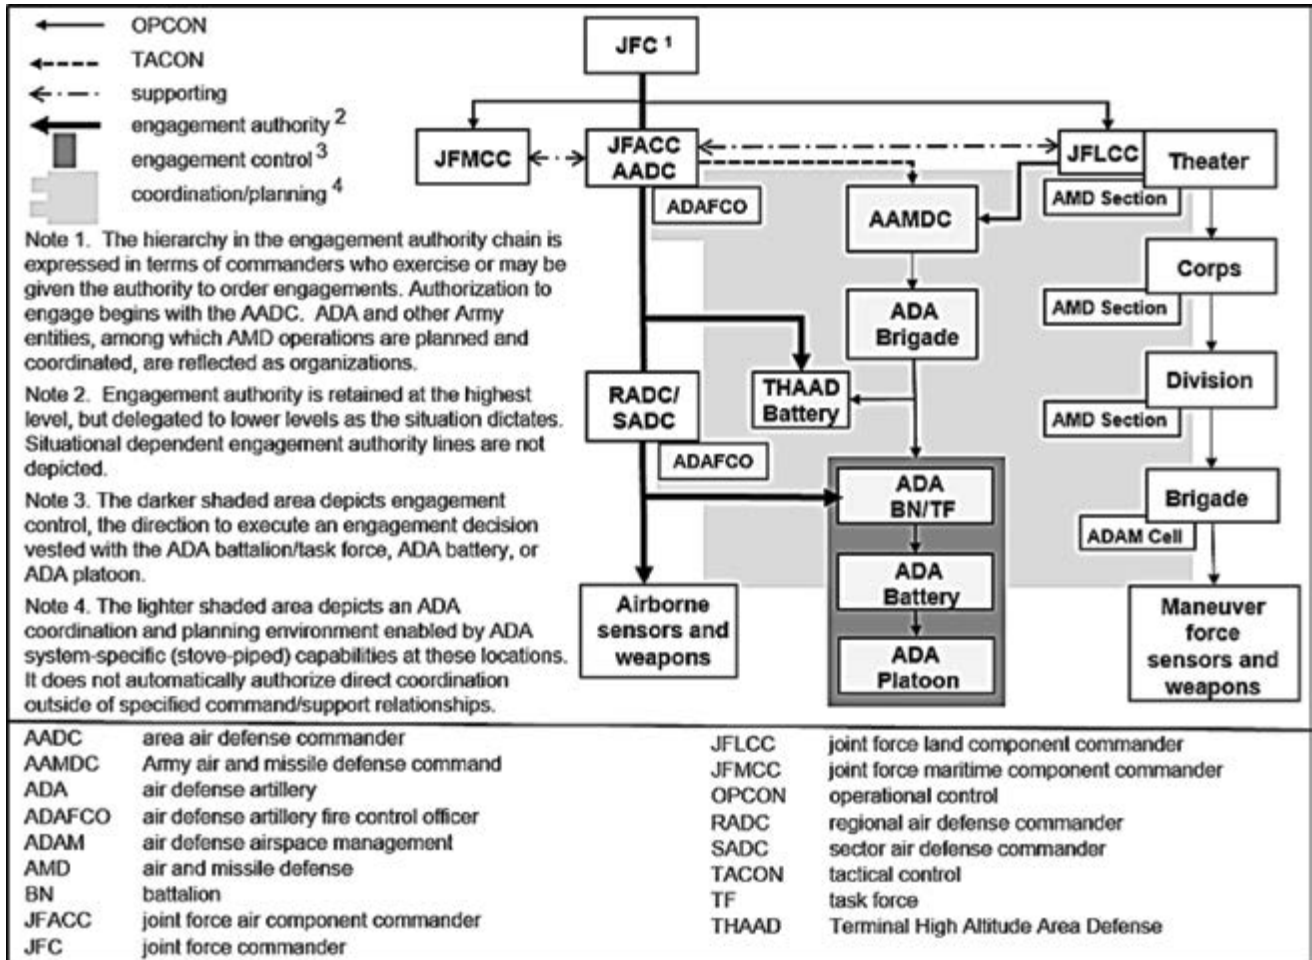 OPCON
TACON
supporting
engagement authority 2
engagement control 3
coordination/planning 4
JFC 1
JFMCC
JFACC
AADC
ADAFCO
JFLCC
Theater
AMD Section
AAMDC
Corps
AMD Section
ADA
Brigade
Division
AMD Section
THAAD
Battery
RADC/
SADC
ADAFCO
ADA
BN/TF
Brigade
ADAM Cell
ADA
Battery
ADA
Platoon
Airborne
sensors and
weapons
Maneuver
force
sensors and
weapons
Note 1. The hierarchy in the engagement authority chain is
expressed in terms of commanders who exercise or may be
given the authority to order engagements. Authorization to
engage begins with the AADC. ADA and other Army
entities, among which AMD operations are planned and
coordinated, are reflected as organizations.
Note 2. Engagement authority is retained at the highest
level, but delegated to lower levels as the situation dictates.
Situational dependent engagement authority lines are not
depicted.
Note 3. The darker shaded area depicts engagement
control, the direction to execute an engagement decision
vested with the ADA battalion/task force, ADA battery, or
ADA platoon.
Note 4. The lighter shaded area depicts an ADA
coordination and planning environment enabled by ADA
system-specific (stove-piped) capabilities at these locations.
It does not automatically authorize direct coordination
outside of specified command/support relationships.
AADC area air defense commander
AAMDC Army air and missile defense command
ADA air defense artillery
ADAFCO air defense artillery fire control officer
ADAM air defense airspace management
AMD air and missile defense
BN battalion
JFACC joint force air component commander
JFC joint force commander
JFLCC joint force land component commander
JFMCC joint force maritime component commander
OPCON operational control
RADC regional air defense commander
SADC sector air defense commander
TACON tactical control
TF task force
THAAD Terminal High Altitude Area Defense